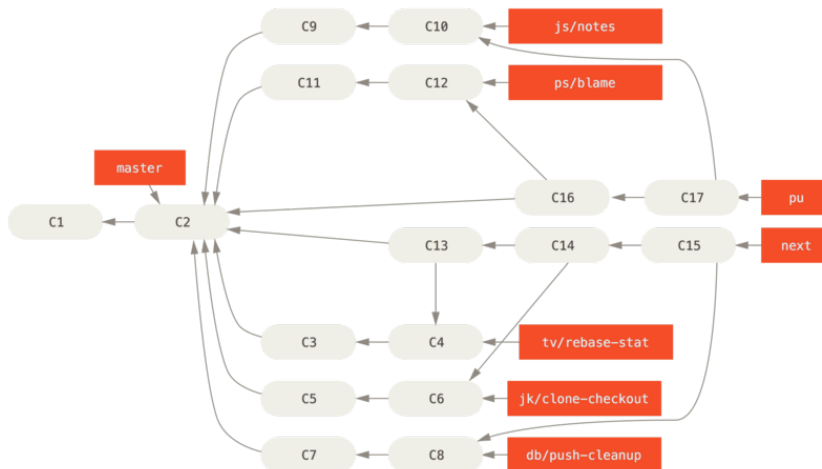 C9
C10
js/notes
C11
C12
ps/blame
master
C16
C17
pu
C1
C2
C13
C14
C15
next
C3
C4
tv/rebase-stat
C5
C6
jk/clone-checkout
C7
C8
db/push-cleanup